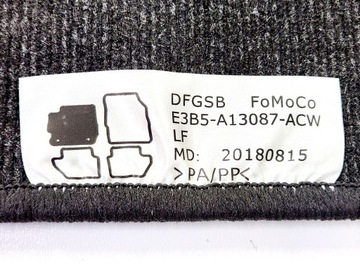 DFGSB FoMoCo
E3B5-A13087-ACW
LF
MD: 20180815
>PA/PP<